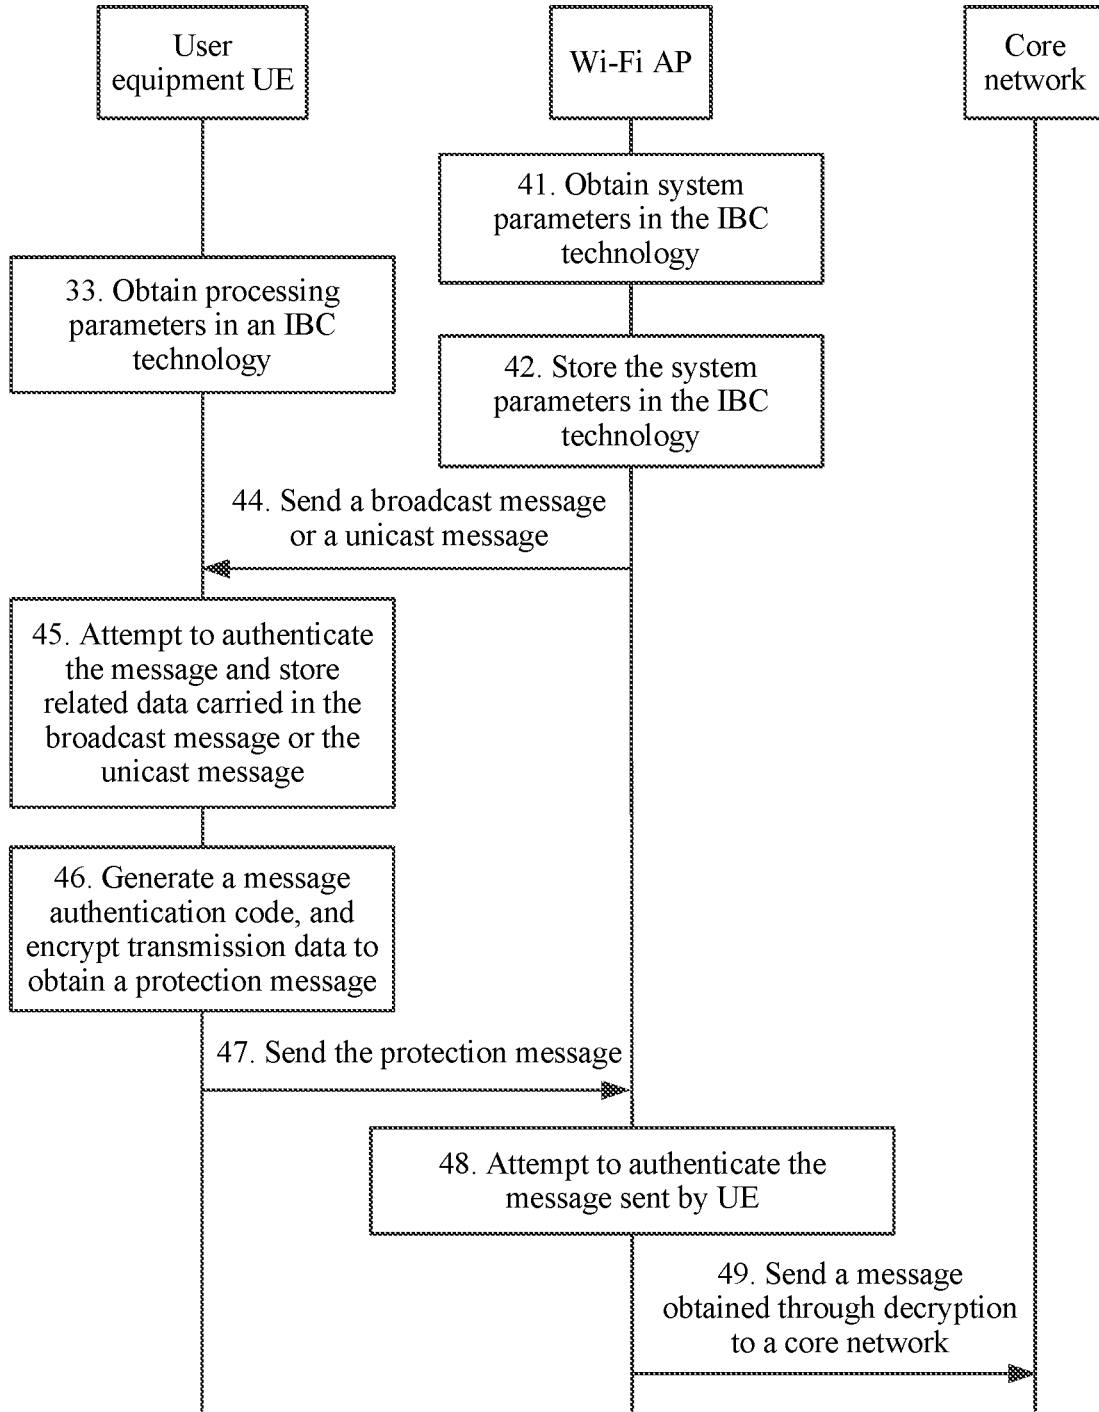 User
equipment UE
Wi-Fi AP
Core
network
41. Obtain system
parameters in the IBC
technology
33. Obtain processing
parameters in an IBC
technology
42. Store the system
parameters in the IBC
technology
44. Send a broadcast message
or a unicast message
45. Attempt to authenticate
the message and store
related data carried in the
broadcast message or the
unicast message
46. Generate a message
authentication code, and
encrypt transmission data to
obtain a protection message
47. Send the protection message
48. Attempt to authenticate the
message sent by UE
49. Send a message
obtained through decryption
to a core network